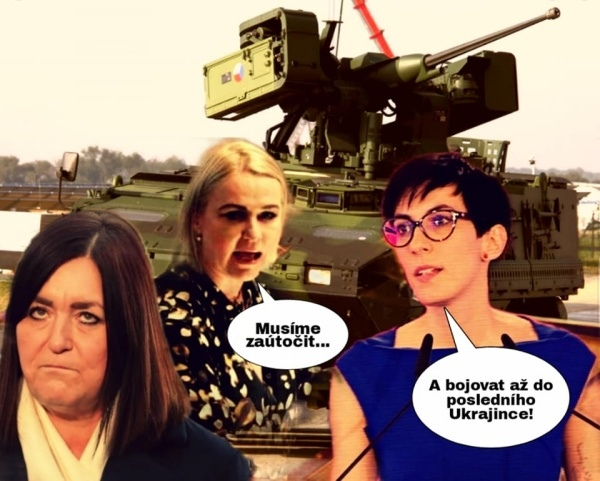 Musíme
zaútočit...
A bojovat až do
posledního
Ukrajince!